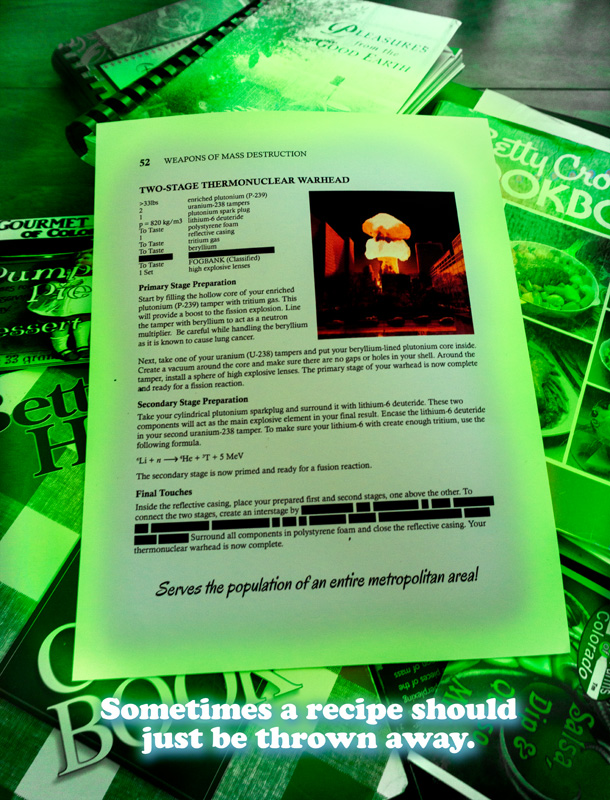 PLEASURES
from the
GOOD EARTH
Betty Cro
OKBO
GOURMET
Pump
Pre
essert
Bett
H
52 WEAPONS OF MASS DESTRUCTION
TWO-STAGE THERMONUCLEAR WARHEAD
>33lbs enriched plutonium (P-239)
2 uranium-238 tampers
1 plutonium spark plug
p = 820 kg/m3 lithium-6 deuteride
To Taste polystyrene foam
1 reflective casing
To Taste tritium gas
To Taste beryllium
To Taste FOGBANK (Classified)
1 Set high explosive lenses
Primary Stage Preparation
Start by filling the hollow core of your enriched
plutonium (P-239) tamper with tritium gas. This
will provide a boost to the fission explosion. Line
the tamper with beryllium to act as a neutron
multiplier. Be careful while handling the beryllium
as it is known to cause lung cancer.
Next, take one of your uranium (U-238) tampers and put your beryllium-lined plutonium core inside.
Create a vacuum around the core and make sure there are no gaps or holes in your shell. Around the
tamper, install a sphere of high explosive lenses. The primary stage of your warhead is now complete
and ready for a fission reaction.
Secondary Stage Preparation
Take your cylindrical plutonium sparkplug and surround it with lithium-6 deuteride. These two
components will act as the main explosive element in your final result. Encase the lithium-6 deuteride
in your second uranium-238 tamper. To make sure your lithium-6 with create enough tritium, use the
following formula.
⁶Li + n ⟶ ⁴He + ³T + 5 MeV
The secondary stage is now primed and ready for a fusion reaction.
Final Touches
Inside the reflective casing, place your prepared first and second stages, one above the other. To
connect the two stages, create an interstage by
Surround all components in polystyrene foam and close the reflective casing. Your
thermonuclear warhead is now complete.
Serves the population of an entire metropolitan area!
Colorado
Salsa,
BOOK
Sometimes a recipe should
just be thrown away.